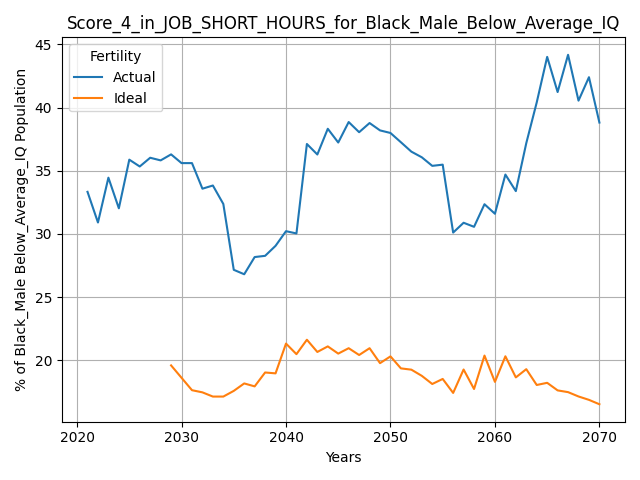 Score_4_in_JOB_SHORT_HOURS_for_Black_Male_Below_Average_IQ
% of Black_Male Below_Average_IQ Population
45
40
35
30
25
20
Fertility
Actual
Ideal
2020
2030
2040
2050
2060
2070
Years